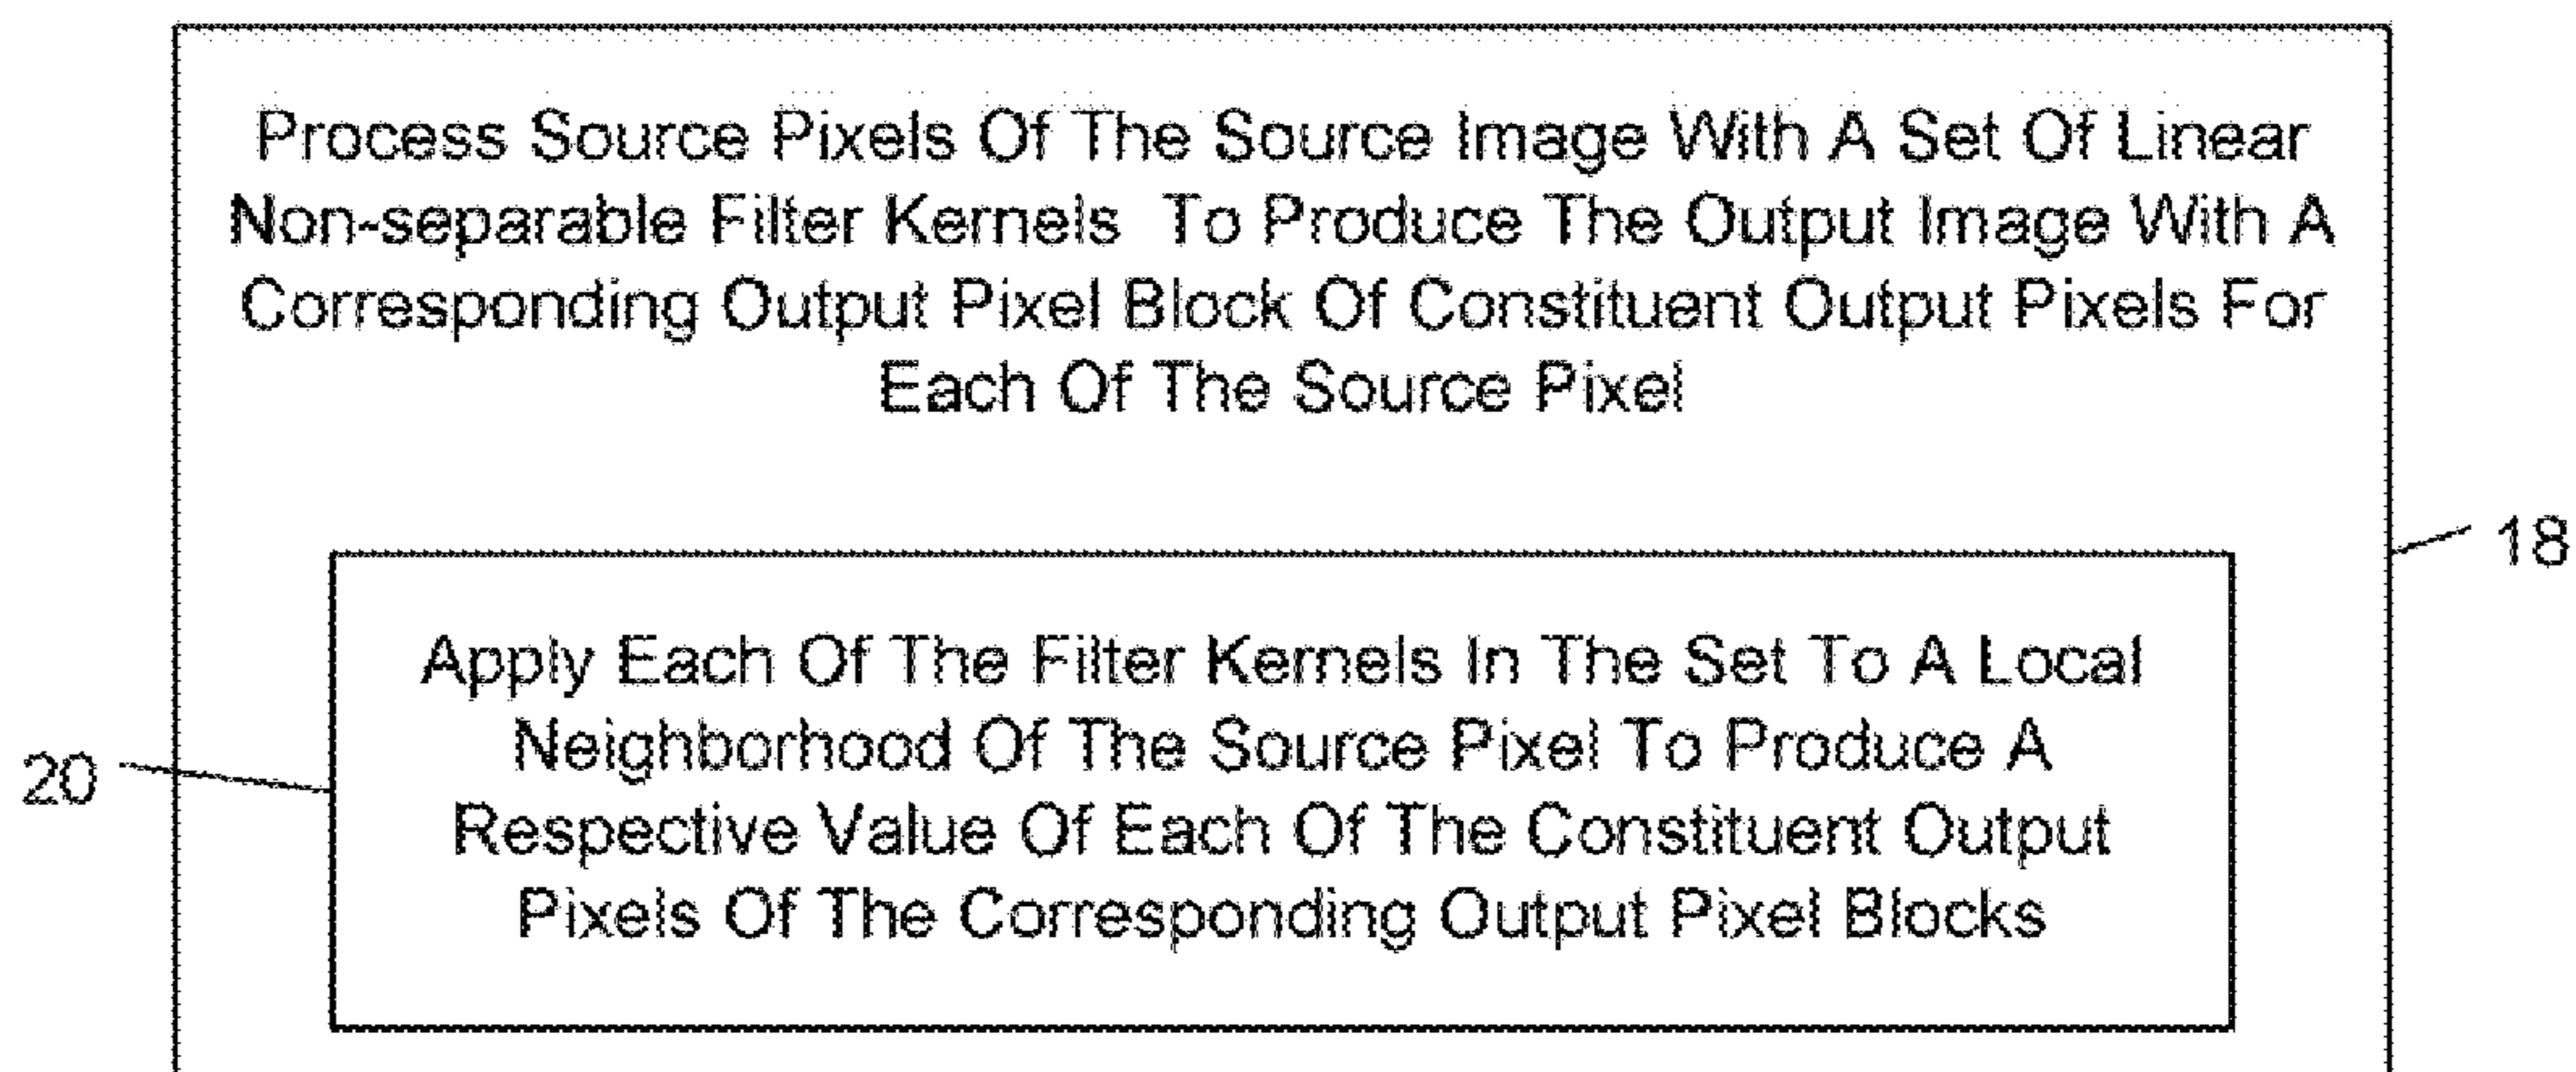 Process Source Pixels Of The Source Image With A Set Of Linear
Non-separable Filter Kernels To Produce The Output Image With A
Corresponding Output Pixel Block Of Constituent Output Pixels For
Each Of The Source Pixel
18
Apply Each Of The Filter Kernels In The Set To A Local
Neighborhood Of The Source Pixel To Produce A
20
Respective Value Of Each Of The Constituent Output
Pixels Of The Corresponding Output Pixel Blocks